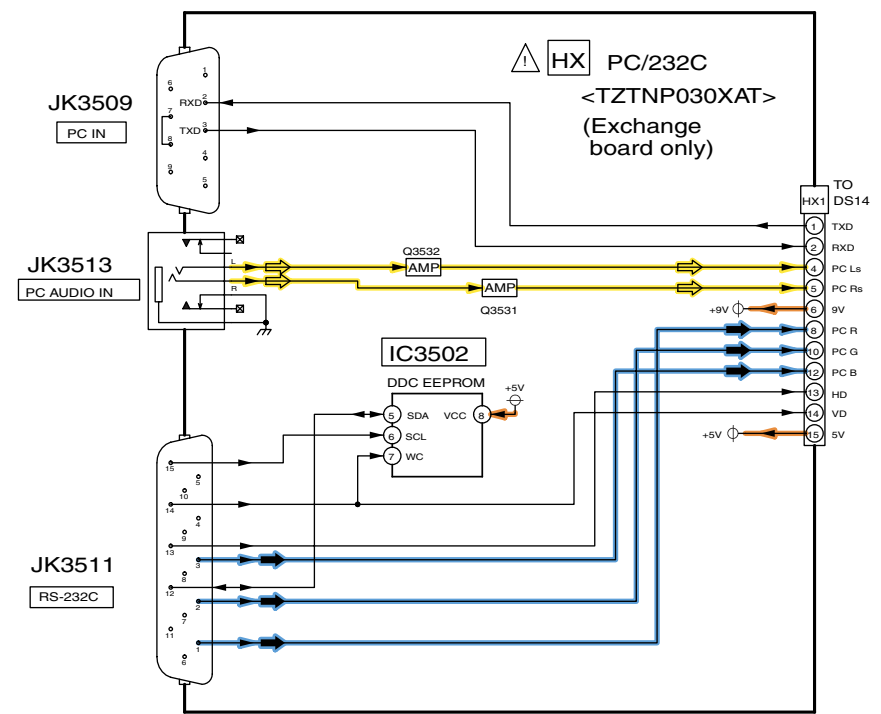 HX PC/232C
<TZTNP030XAT>
(Exchange
board only)
JK3509
PC IN
1
6
RXD 2
7
TXD 3
8
4
9
5
TO
DS14
HX1
1 TXD
2 RXD
4 PC Ls
5 PC Rs
6 9V
8 PC R
10 PC G
12 PC B
13 HD
14 VD
15 5V
+9V
+5V
JK3513
PC AUDIO IN
L
R
Q3532
AMP
AMP
Q3531
IC3502
DDC EEPROM
+5V
5 SDA
VCC 8
6 SCL
7 WC
JK3511
RS-232C
15
5
10
14
4
9
13
3
8
12
2
7
11
1
6